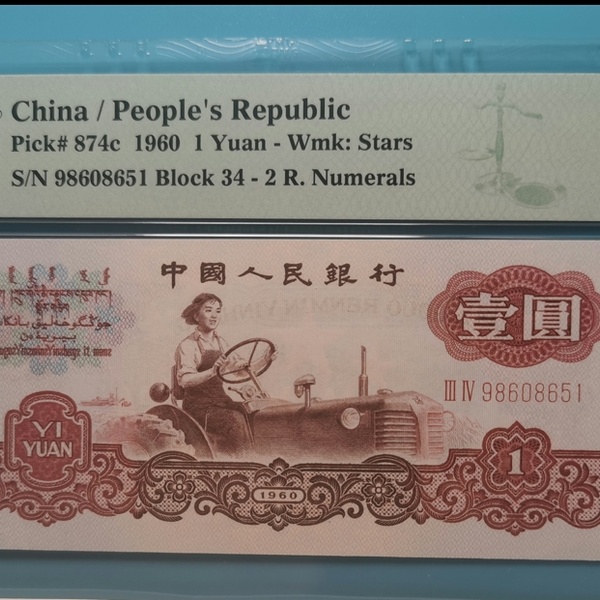 China / People's Republic
Pick# 874c 1960 1 Yuan - Wmk: Stars
S/N 98608651 Block 34 - 2 R. Numerals
中國人民銀行
壹圓
III IV 98608651
YI
YUAN
1
1960